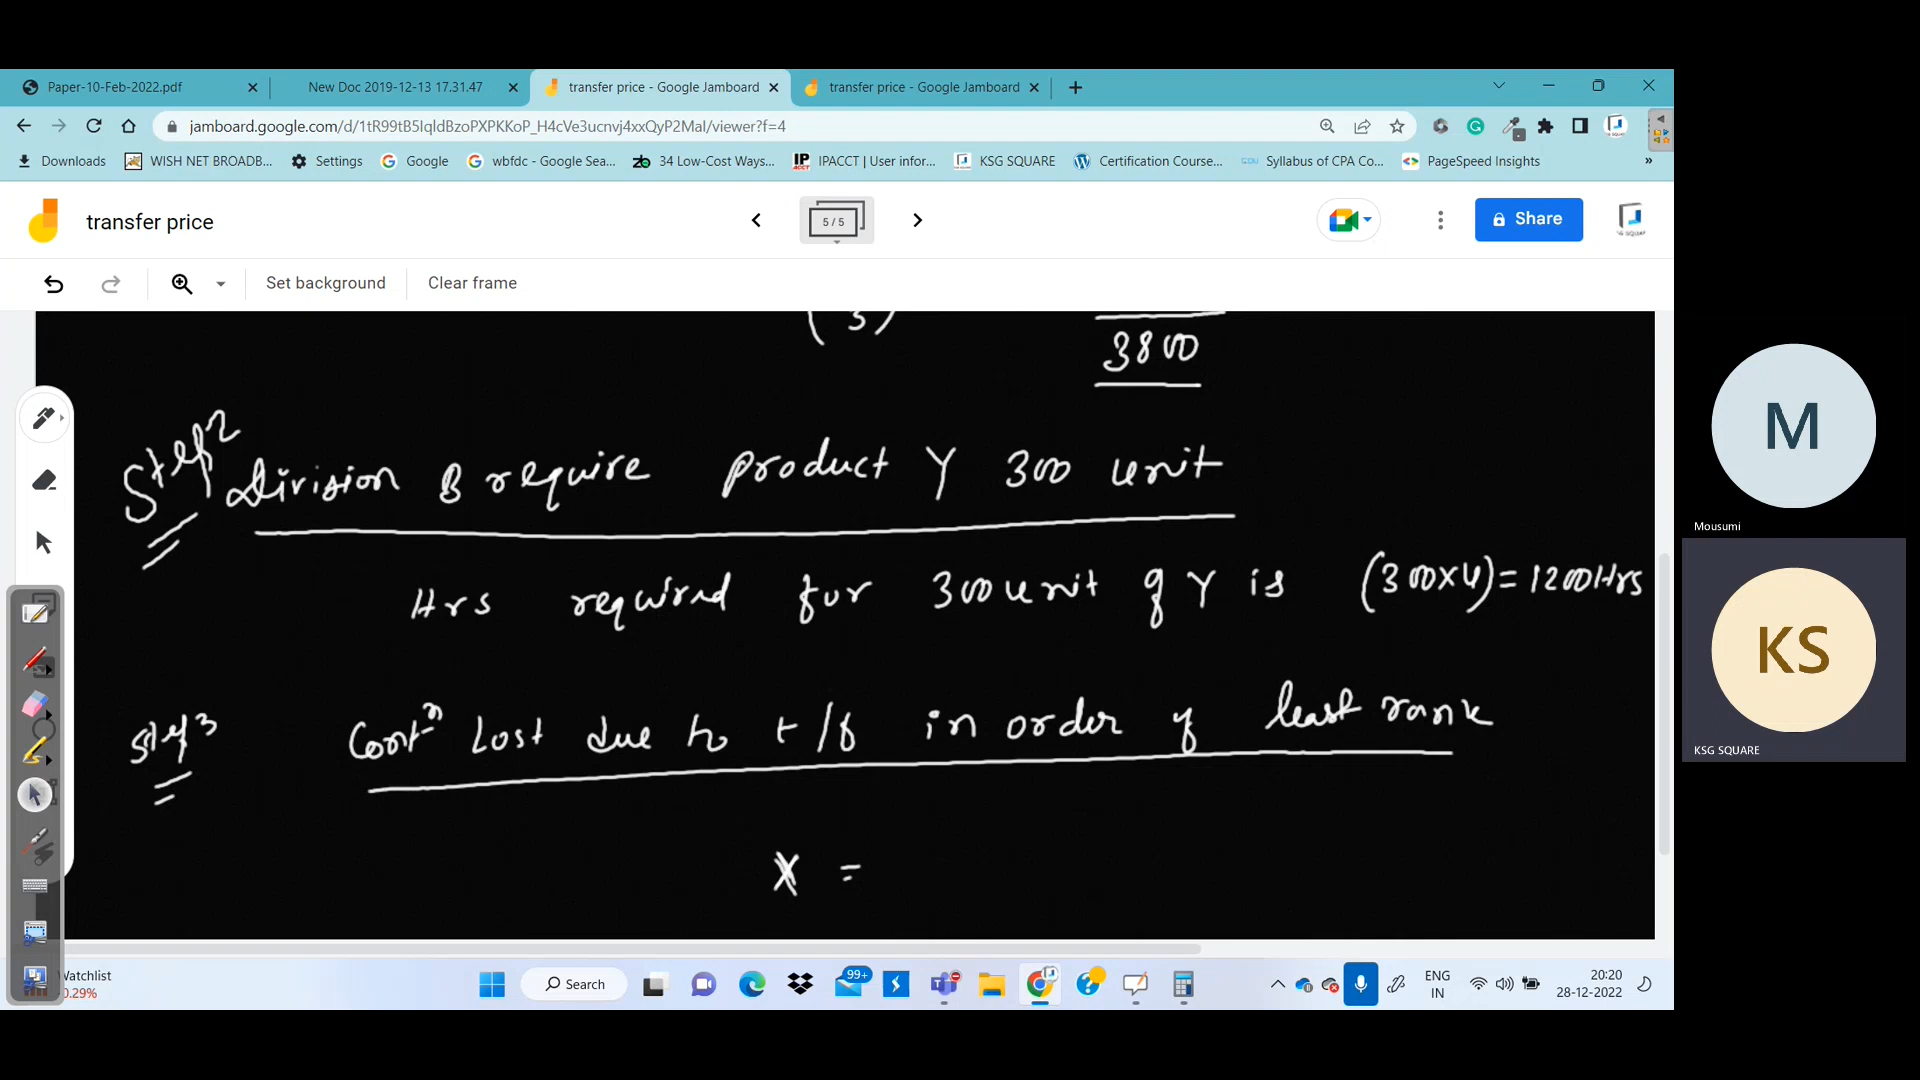 Paper-10-Feb-2022.pdf
New Doc 2019-12-13 17.31.47
transfer price - Google Jamboard
transfer price - Google Jamboard
jamboard.google.com/d/1tR99tB5IqldBzoPXPKKoP_H4cVe3ucnvj4xxQyP2MaI/viewer?f=4
Downloads
WISH NET BROADB...
Settings
Google
wbfdc - Google Sea...
34 Low-Cost Ways...
IPACCT | User infor...
KSG SQUARE
Certification Course...
Syllabus of CPA Co...
PageSpeed Insights
»
transfer price
5 / 5
Share
Set background
Clear frame
(3)
3800
Step 2 Division B require product Y 300 unit
Hrs required for 300 unit of Y is (300x4) = 1200 Hrs
Step 3 Contn Lost due to t/f in order of least rank
X =
M
Mousumi
KS
KSG SQUARE
Watchlist
-0.29%
Search
99+
ENG
IN
20:20
28-12-2022